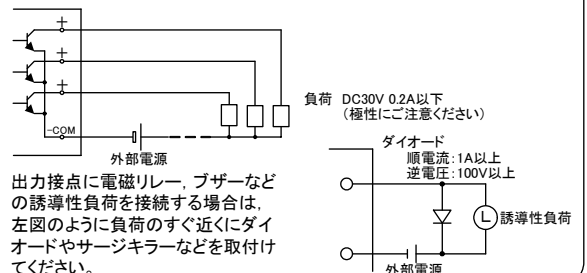 +
+
+
-COM
外部電源
負荷 DC30V 0.2A以下
(極性にご注意ください)
出力接点に電磁リレー，ブザーなど
の誘導性負荷を接続する場合は，
左図のように負荷のすぐ近くにダイ
オードやサージキラーなどを取付け
てください。
ダイオード
順電流：1A以上
逆電圧：100V以上
L 誘導性負荷
外部電源